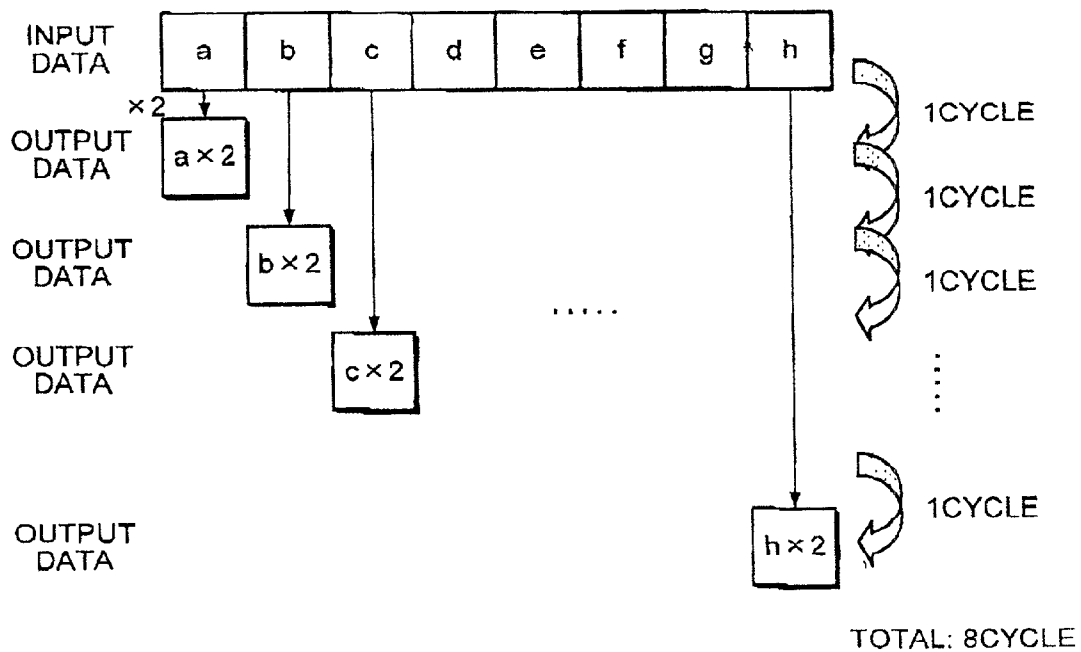 INPUT
DATA
a b c d e f g h
×2
1CYCLE
OUTPUT
DATA
a×2
1CYCLE
OUTPUT
DATA
b×2
1CYCLE
.....
OUTPUT
DATA
c×2
.....
OUTPUT
DATA
h×2
1CYCLE
TOTAL: 8CYCLE